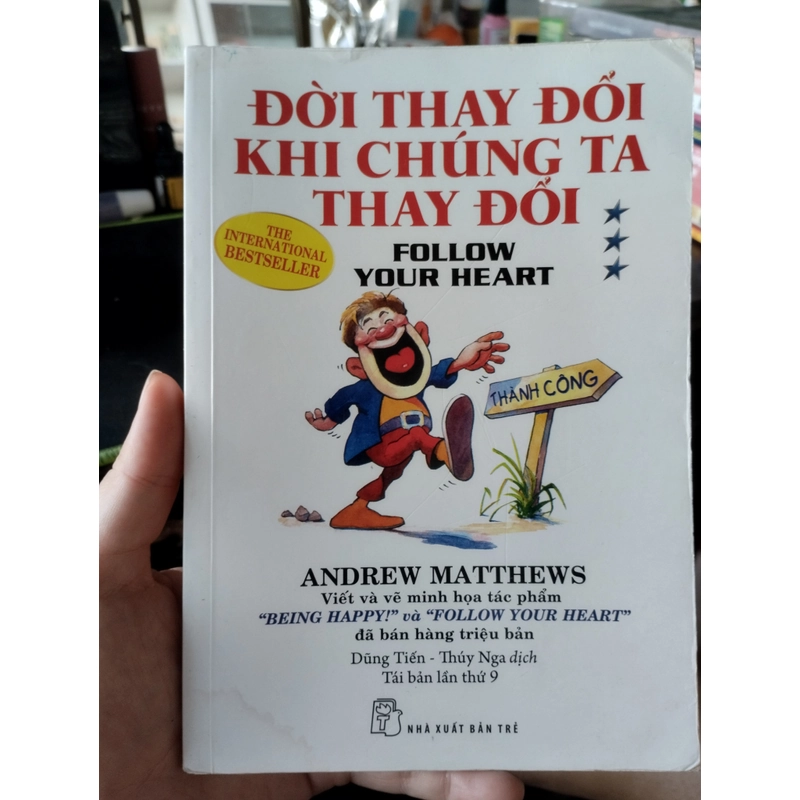 ĐỜI THAY ĐỔI
KHI CHÚNG TA
THAY ĐỔI
THE
INTERNATIONAL
BESTSELLER
FOLLOW
YOUR HEART
THÀNH CÔNG
ANDREW MATTHEWS
Viết và vẽ minh họa tác phẩm
“BEING HAPPY!” và “FOLLOW YOUR HEART”
đã bán hàng triệu bản
Dũng Tiến - Thúy Nga dịch
Tái bản lần thứ 9
T
NHÀ XUẤT BẢN TRẺ